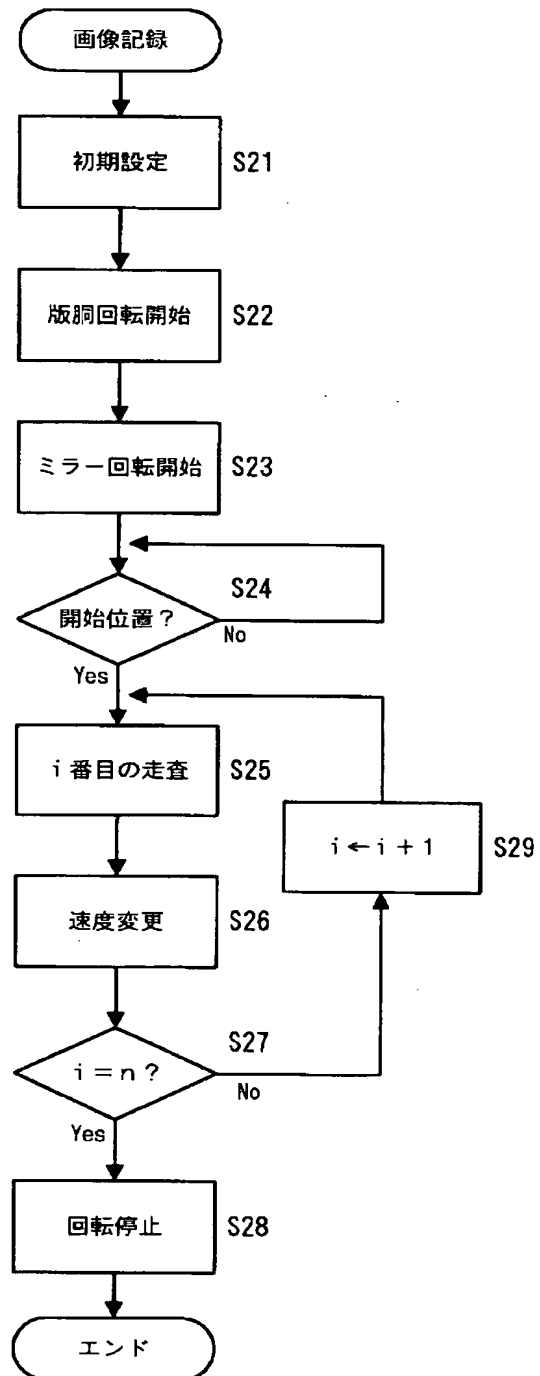 画像記録
初期設定 S21
版胴回転開始 S22
ミラー回転開始 S23
S24
開始位置？
No
Yes
i番目の走査 S25
i←i+1 S29
速度変更 S26
S27
i=n？
No
Yes
回転停止 S28
エンド